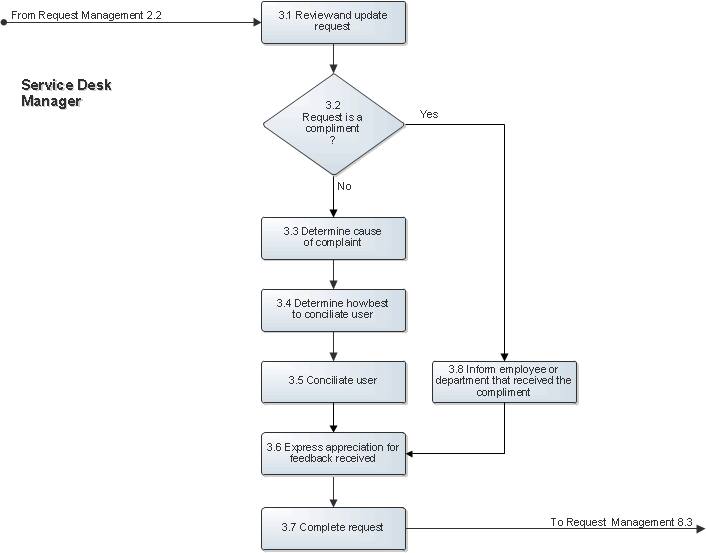 From Request Management 2.2
3.1 Reviewand update
request
Service Desk
Manager
3.2
Request is a
compliment
?
Yes
No
3.3 Determine cause
of complaint
3.4 Determine howbest
to conciliate user
3.5 Conciliate user
3.8 Inform employee or
department that received the
compliment
3.6 Express appreciation for
feedback received
3.7 Complete request
To Request Management 8.3